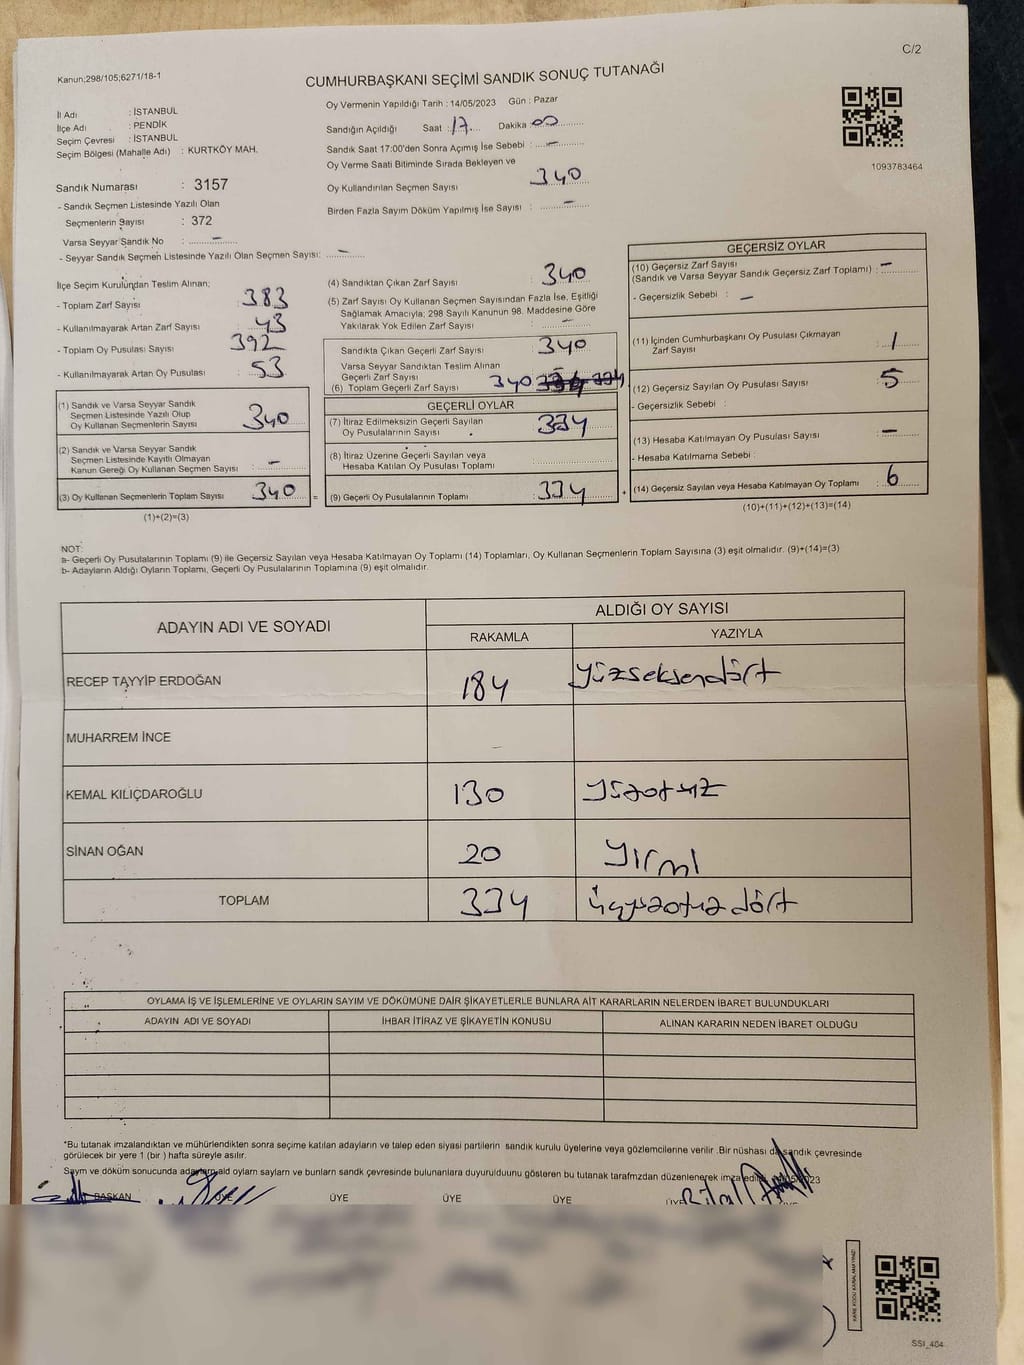 C/2
Kanun;298/105;6271/18-1
CUMHURBAŞKANI SEÇİMİ SANDIK SONUÇ TUTANAĞI
İl Adı : İSTANBUL
İlçe Adı : PENDİK
Seçim Çevresi : İSTANBUL
Seçim Bölgesi (Mahalle Adı) : KURTKÖY MAH.
Oy Vermenin Yapıldığı Tarih : 14/05/2023 Gün : Pazar
Sandığın Açıldığı Saat : 17 Dakika : 00
Sandık Saat 17:00'den Sonra Açımış İse Sebebi : -
Oy Verme Saati Bitiminde Sırada Bekleyen ve
Oy Kullandırılan Seçmen Sayısı 340
Birden Fazla Sayım Döküm Yapılmış İse Sayısı : -
1093783464
Sandık Numarası : 3157
- Sandık Seçmen Listesinde Yazılı Olan
Seçmenlerin Sayısı : 372
Varsa Seyyar Sandık No : -
- Seyyar Sandık Seçmen Listesinde Yazılı Olan Seçmen Sayısı: -
İlçe Seçim Kurulundan Teslim Alınan;
- Toplam Zarf Sayısı : 383
- Kullanılmayarak Artan Zarf Sayısı : 43
- Toplam Oy Pusulası Sayısı : 392
- Kullanılmayarak Artan Oy Pusulası : 53
(1) Sandık ve Varsa Seyyar Sandık
Seçmen Listesinde Yazılı Olup
Oy Kullanan Seçmenlerin Sayısı : 340
(2) Sandık ve Varsa Seyyar Sandık
Seçmen Listesinde Kayıtlı Olmayan
Kanun Gereği Oy Kullanan Seçmen Sayısı : -
(3) Oy Kullanan Seçmenlerin Toplam Sayısı : 340 =
(1)+(2)=(3)
(4) Sandıktan Çıkan Zarf Sayısı : 340
(5) Zarf Sayısı Oy Kullanan Seçmen Sayısından Fazla İse, Eşitliği
Sağlamak Amacıyla; 298 Sayılı Kanunun 98. Maddesine Göre
Yakılarak Yok Edilen Zarf Sayısı : -
Sandıkta Çıkan Geçerli Zarf Sayısı : 340
Varsa Seyyar Sandıktan Teslim Alınan
Geçerli Zarf Sayısı : -
(6) Toplam Geçerli Zarf Sayısı 340
GEÇERLİ OYLAR
(7) İtiraz Edilmeksizin Geçerli Sayılan
Oy Pusulalarının Sayısı : 334
(8) İtiraz Üzerine Geçerli Sayılan veya
Hesaba Katılan Oy Pusulası Toplamı :
(9) Geçerli Oy Pusulalarının Toplamı : 334 +
GEÇERSİZ OYLAR
(10) Geçersiz Zarf Sayısı
(Sandık ve Varsa Seyyar Sandık Geçersiz Zarf Toplamı) : -
- Geçersizlik Sebebi : -
(11) İçinden Cumhurbaşkanı Oy Pusulası Çıkmayan
Zarf Sayısı : 1
(12) Geçersiz Sayılan Oy Pusulası Sayısı : 5
- Geçersizlik Sebebi :
(13) Hesaba Katılmayan Oy Pusulası Sayısı : -
- Hesaba Katılmama Sebebi :
(14) Geçersiz Sayılan veya Hesaba Katılmayan Oy Toplamı : 6
(10)+(11)+(12)+(13)=(14)
NOT:
a- Geçerli Oy Pusulalarının Toplamı (9) ile Geçersiz Sayılan veya Hesaba Katılmayan Oy Toplamı (14) Toplamları, Oy Kullanan Seçmenlerin Toplam Sayısına (3) eşit olmalıdır. (9)+(14)=(3)
b- Adayların Aldığı Oyların Toplamı, Geçerli Oy Pusulalarının Toplamına (9) eşit olmalıdır.
ADAYIN ADI VE SOYADI
ALDIĞI OY SAYISI
RAKAMLA YAZIYLA
RECEP TAYYİP ERDOĞAN 184 Yüzseksendört
MUHARREM İNCE -
KEMAL KILIÇDAROĞLU 130 Yüzotuz
SİNAN OĞAN 20 Yirmi
TOPLAM 334 üçyüzotuzdört
OYLAMA İŞ VE İŞLEMLERİNE VE OYLARIN SAYIM VE DÖKÜMÜNE DAİR ŞİKAYETLERLE BUNLARA AİT KARARLARIN NELERDEN İBARET BULUNDUKLARI
ADAYIN ADI VE SOYADI İHBAR İTİRAZ VE ŞİKAYETİN KONUSU ALINAN KARARIN NEDEN İBARET OLDUĞU
*Bu tutanak imzalandıktan ve mühürlendikten sonra seçime katılan adayların ve talep eden siyasi partilerin sandık kurulu üyelerine veya gözlemcilerine verilir .Bir nüshası da sandık çevresinde
görülecek bir yere 1 (bir ) hafta süreyle asılır.
Sayım ve döküm sonucunda ald oyların sayların ve bunların sandk çevresinde bulunanlara duyurulduunu gösteren bu tutanak tarafmzdan düzenlenerek
BAŞKAN ÜYE ÜYE ÜYE ÜYE ÜYE
KARE KODU KARALAMAYINIZ!
SSI_404